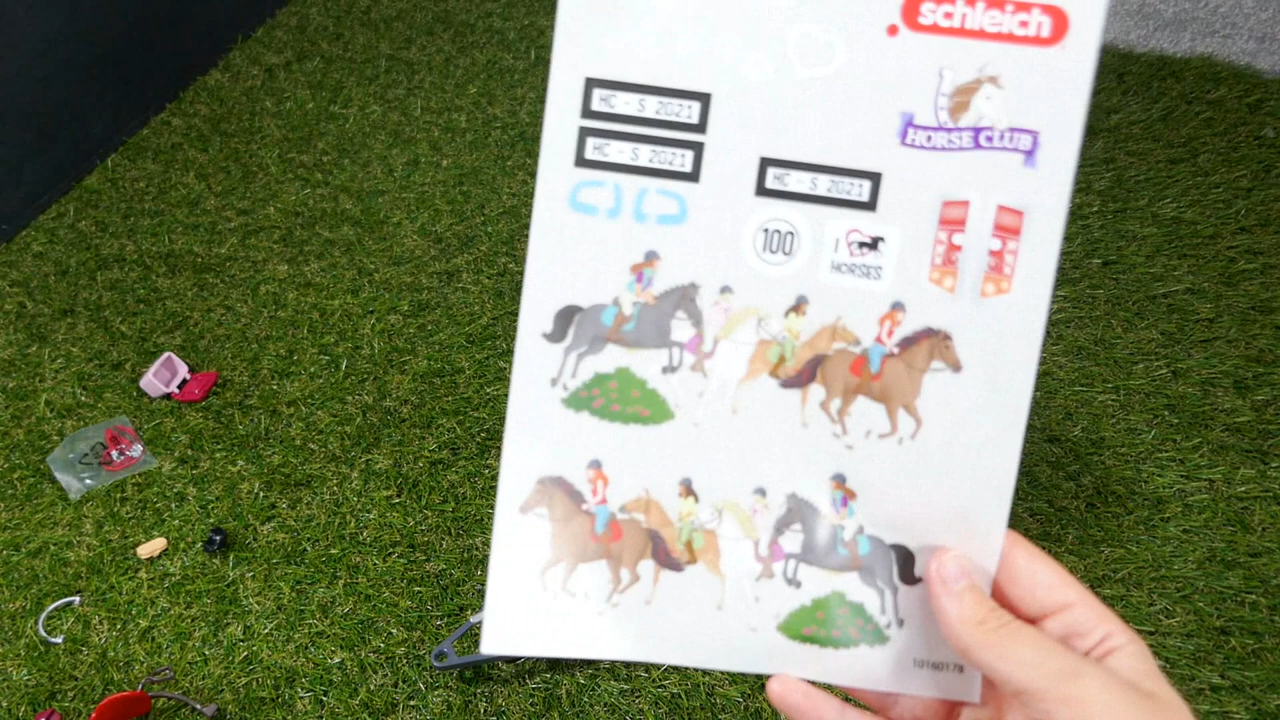 schleich
HORSE CLUB
HC - S 2021
HC - S 2021
HC - S 2021
100
I
HORSES
10160178